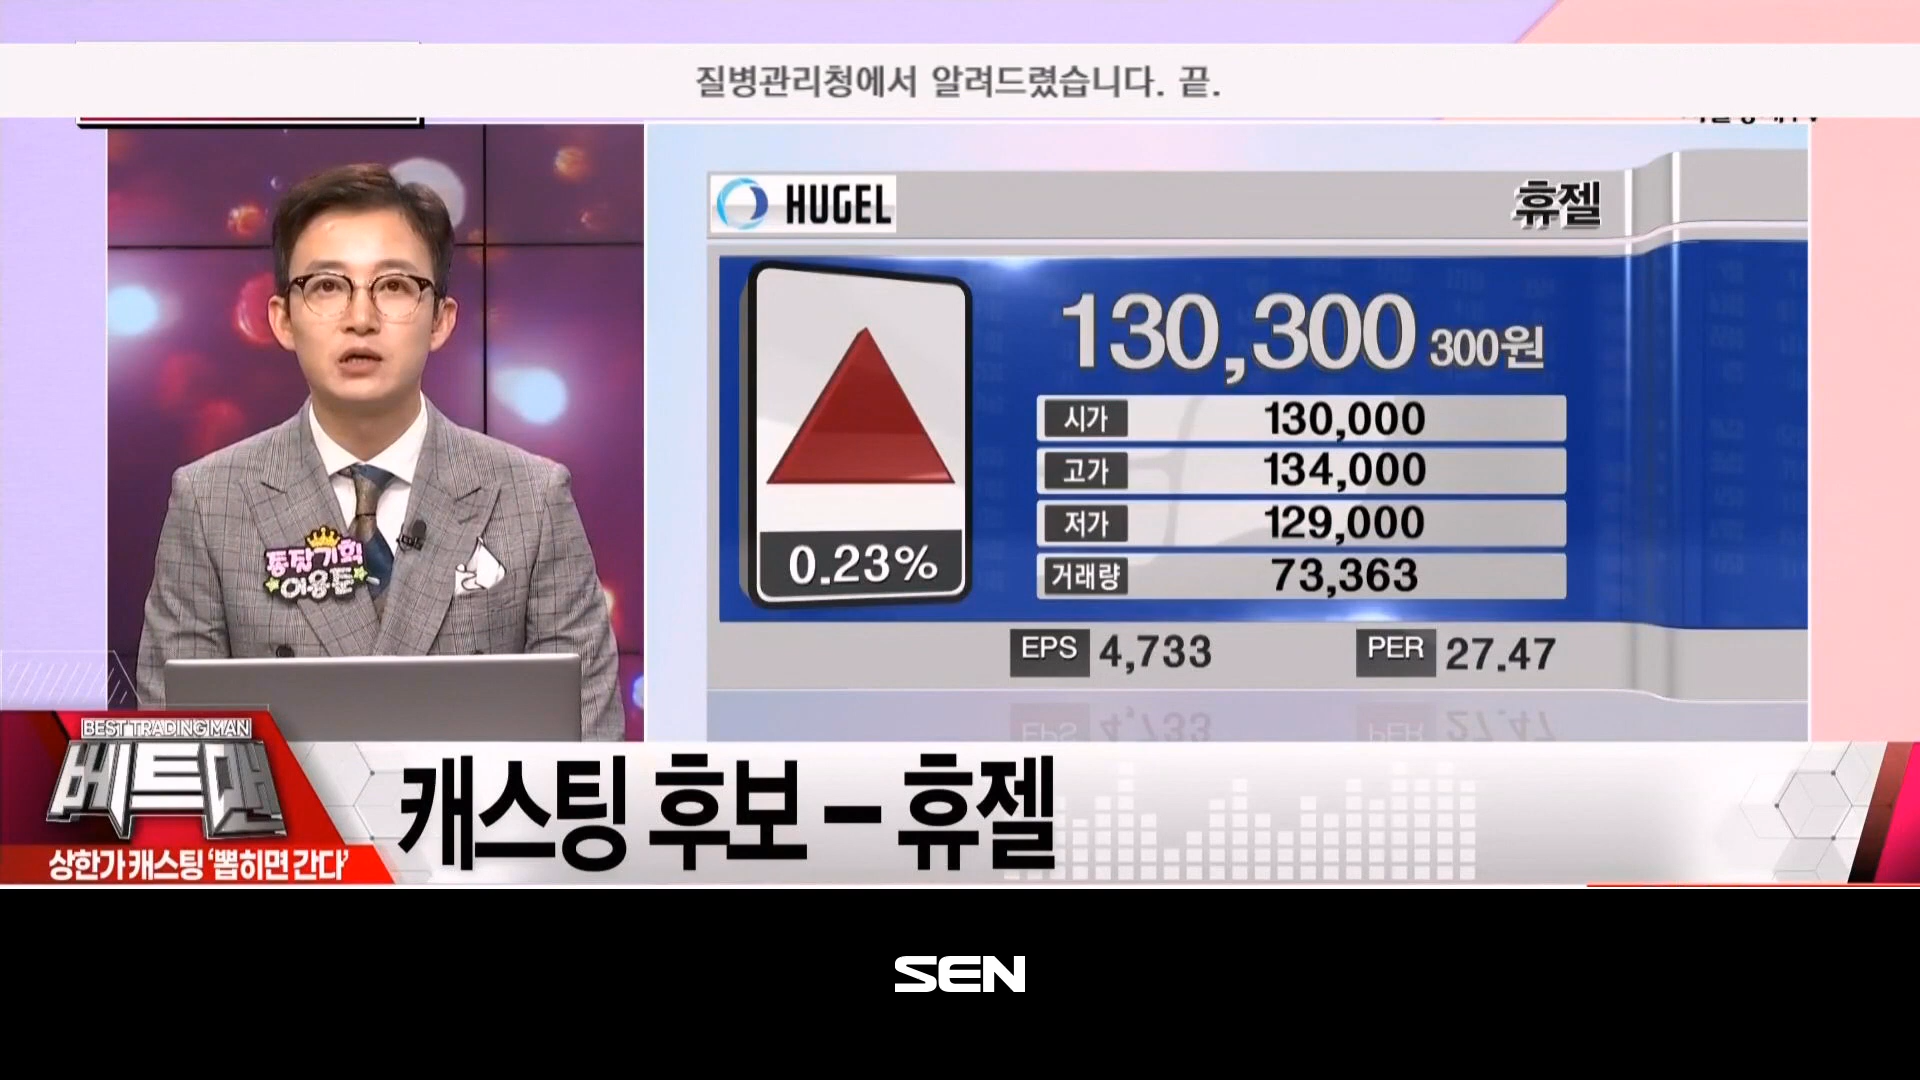 질병관리청에서 알려드렸습니다. 끝.
HUGEL
휴젤
130,300 300원
시가 130,000
고가 134,000
저가 129,000
거래량 73,363
0.23%
EPS 4,733 PER 27.47
BEST TRADING MAN
베트맨
상한가 캐스팅 '뽑히면 간다'
캐스팅 후보 - 휴젤
SEN